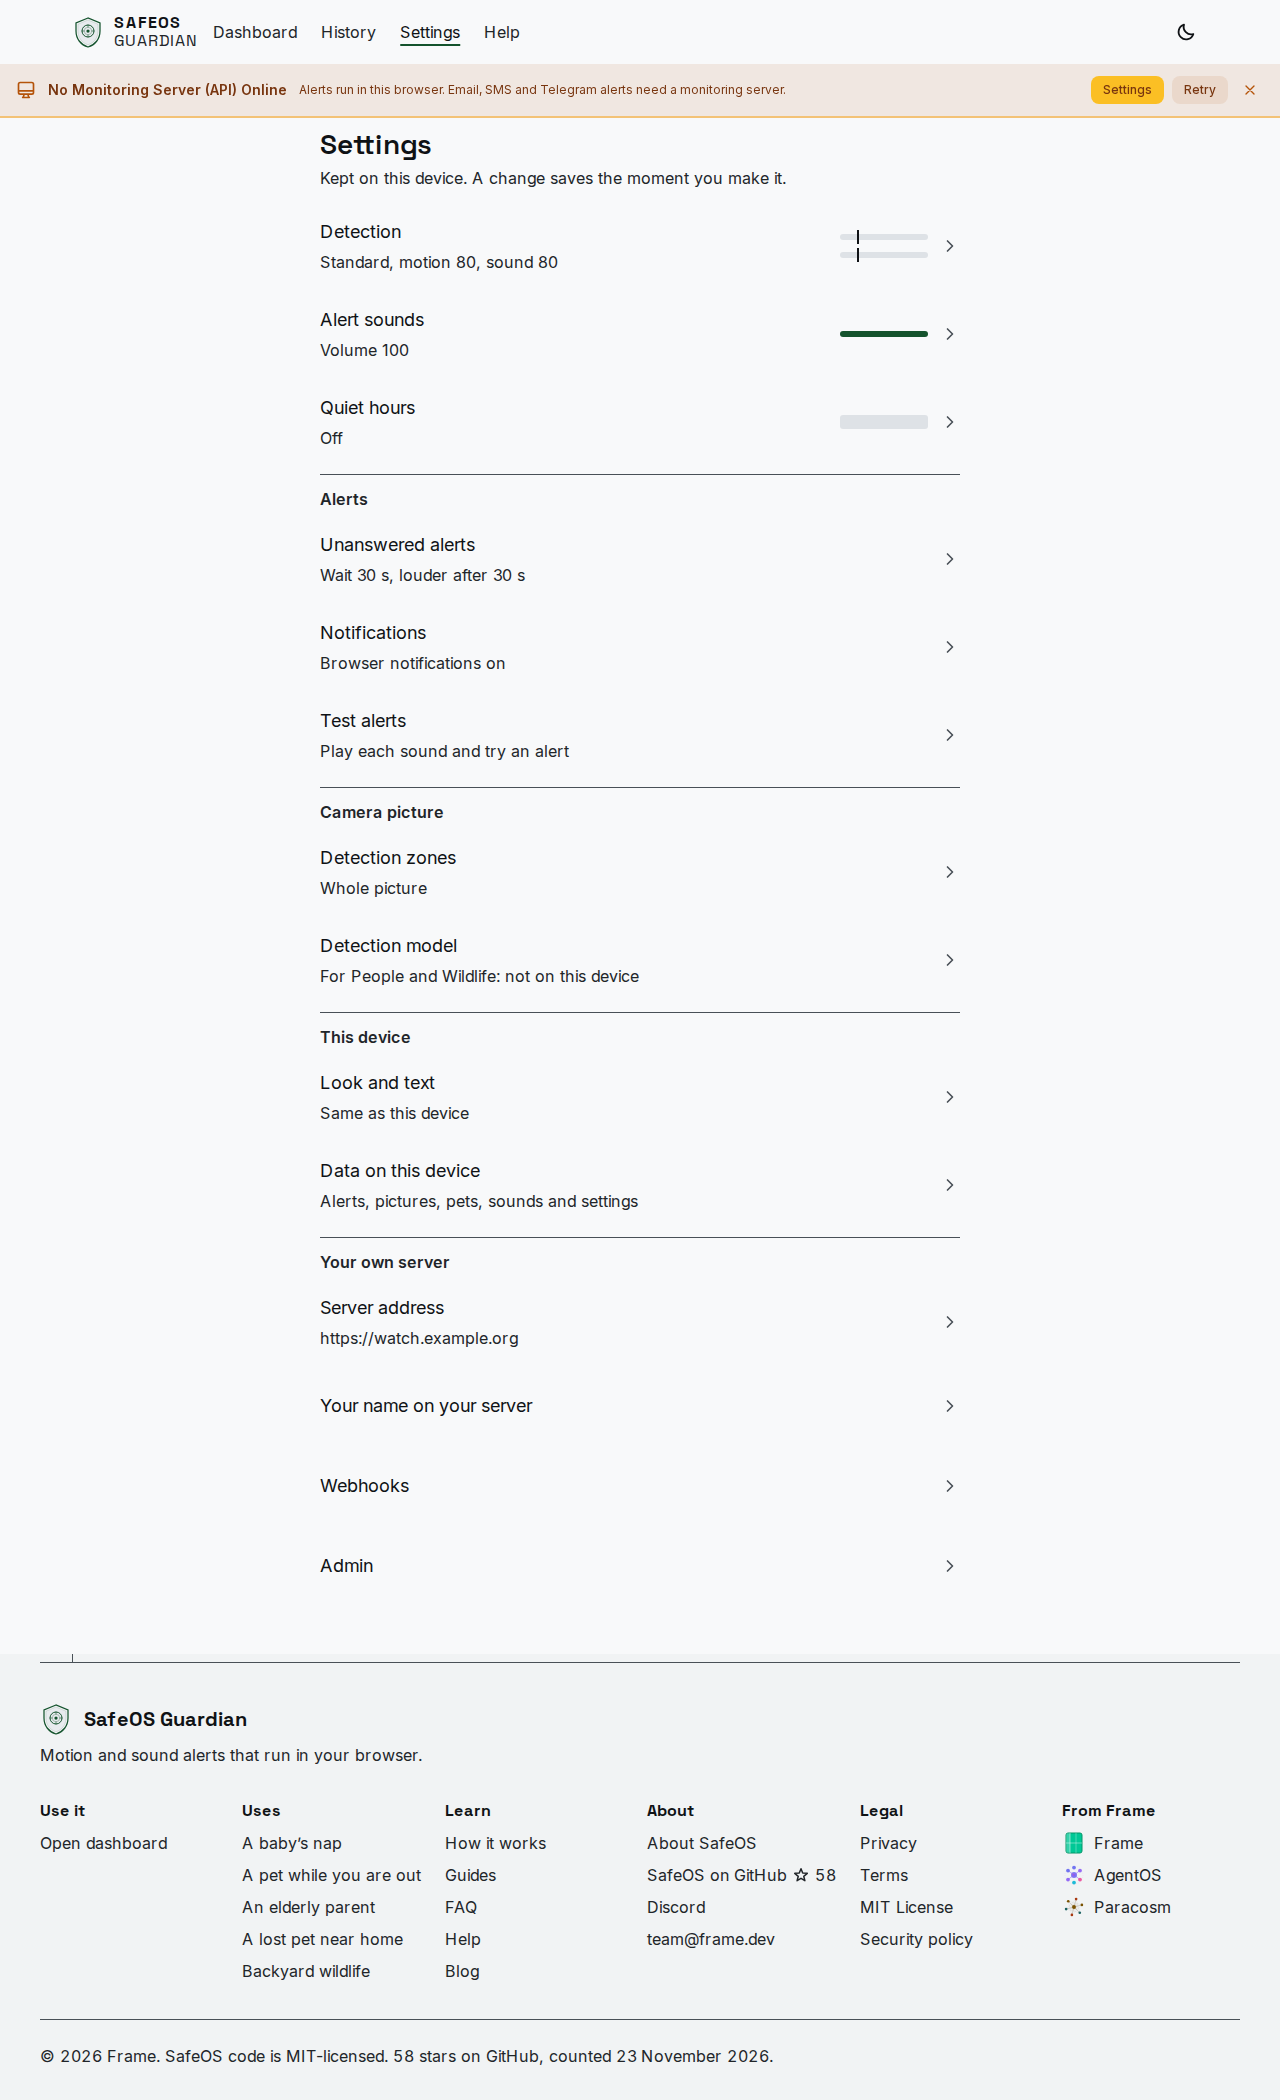 SAFEOS
GUARDIAN
Dashboard
History
Settings
Help
No Monitoring Server (API) Online
Alerts run in this browser. Email, SMS and Telegram alerts need a monitoring server.
Settings
Retry
Settings
Kept on this device. A change saves the moment you make it.
Detection
Standard, motion 80, sound 80
Alert sounds
Volume 100
Quiet hours
Off
Alerts
Unanswered alerts
Wait 30 s, louder after 30 s
Notifications
Browser notifications on
Test alerts
Play each sound and try an alert
Camera picture
Detection zones
Whole picture
Detection model
For People and Wildlife: not on this device
This device
Look and text
Same as this device
Data on this device
Alerts, pictures, pets, sounds and settings
Your own server
Server address
https://watch.example.org
Your name on your server
Webhooks
Admin
SafeOS Guardian
Motion and sound alerts that run in your browser.
Use it
Open dashboard
Uses
A baby’s nap
A pet while you are out
An elderly parent
A lost pet near home
Backyard wildlife
Learn
How it works
Guides
FAQ
Help
Blog
About
About SafeOS
SafeOS on GitHub ☆ 58
Discord
team@frame.dev
Legal
Privacy
Terms
MIT License
Security policy
From Frame
Frame
AgentOS
Paracosm
© 2026 Frame. SafeOS code is MIT-licensed. 58 stars on GitHub, counted 23 November 2026.